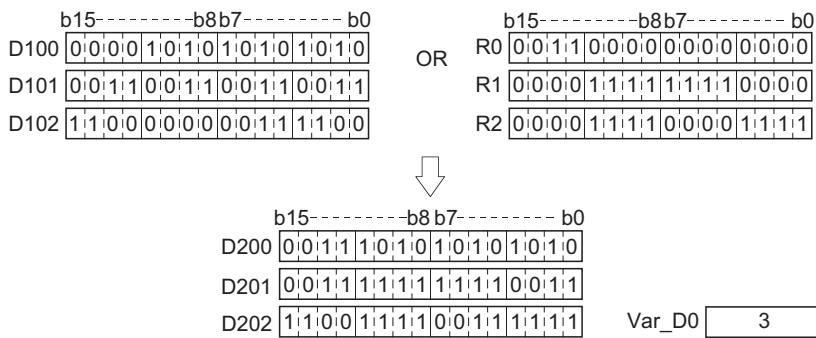 b15 b8 b7 b0 b15 b8 b7 b0
D100 0 0 0 0 1 0 1 0 1 0 1 0 1 0 1 0 OR R0 0 0 1 1 0 0 0 0 0 0 0 0 0 0 0 0
D101 0 0 1 1 0 0 1 1 0 0 1 1 0 0 1 1 R1 0 0 0 0 1 1 1 1 1 1 1 1 0 0 0 0
D102 1 1 0 0 0 0 0 0 0 0 1 1 1 1 0 0 R2 0 0 0 0 1 1 1 1 0 0 0 0 1 1 1 1
b15 b8 b7 b0
D200 0 0 1 1 1 0 1 0 1 0 1 0 1 0 1 0
D201 0 0 1 1 1 1 1 1 1 1 1 1 0 0 1 1
D202 1 1 0 0 1 1 1 1 0 0 1 1 1 1 1 1 Var_D0 3